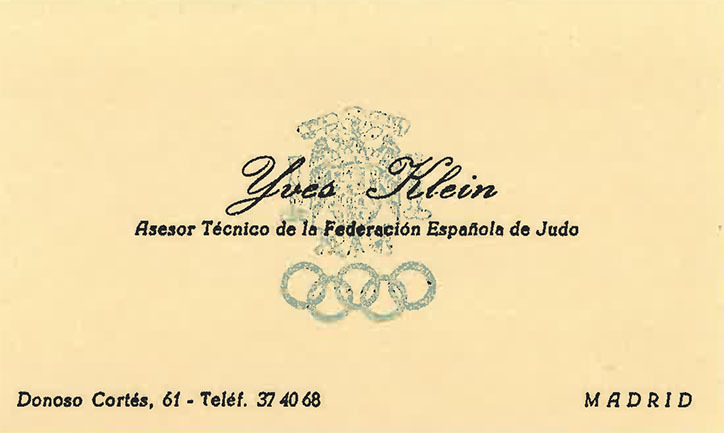 Yves Klein
Asesor Técnico de la Federación Española de Judo
Donoso Cortés, 61 - Teléf. 37 40 68
MADRID